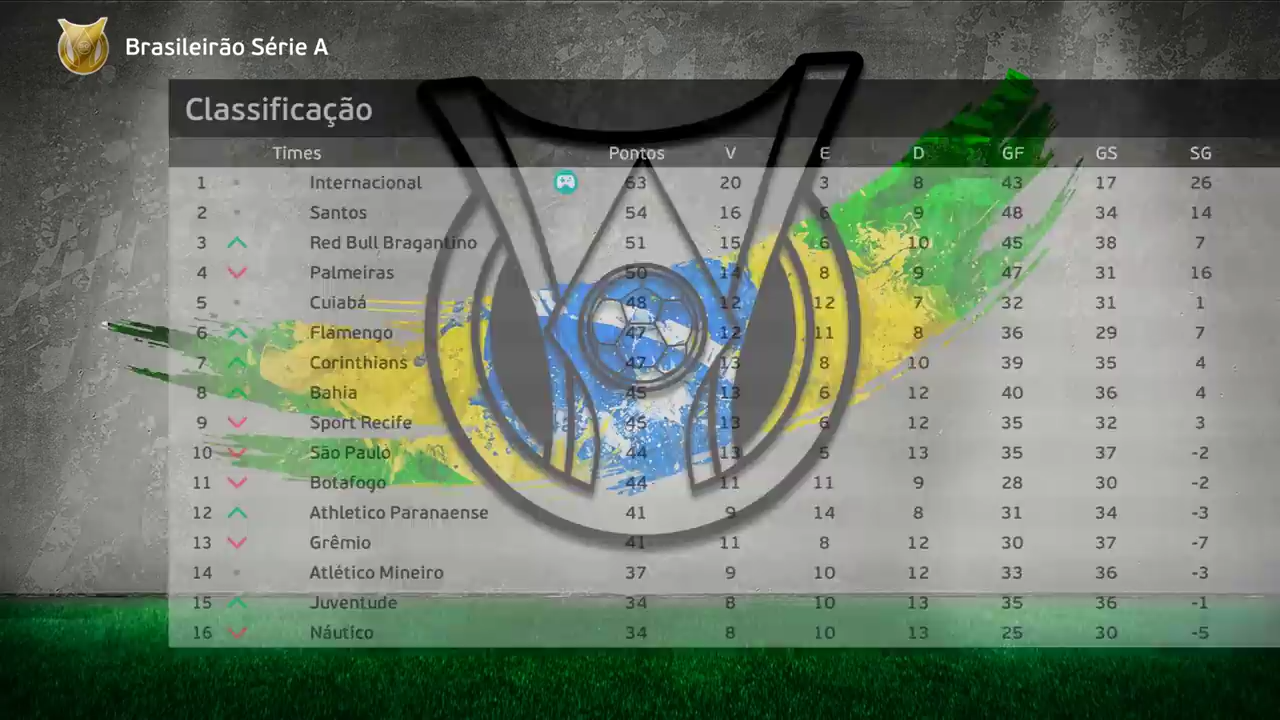 Brasileirão Série A
Classificação
Times Pontos V E D GF GS SG
1 Internacional 63 20 3 8 43 17 26
2 Santos 54 16 6 9 48 34 14
3 Red Bull Bragantino 51 15 6 10 45 38 7
4 Palmeiras 50 14 8 9 47 31 16
5 Cuiabá 48 12 12 7 32 31 1
6 Flamengo 47 12 11 8 36 29 7
7 Corinthians 47 13 8 10 39 35 4
8 Bahia 45 13 6 12 40 36 4
9 Sport Recife 45 13 6 12 35 32 3
10 São Paulo 44 13 5 13 35 37 -2
11 Botafogo 44 11 11 9 28 30 -2
12 Athletico Paranaense 41 9 14 8 31 34 -3
13 Grêmio 41 11 8 12 30 37 -7
14 Atlético Mineiro 37 9 10 12 33 36 -3
15 Juventude 34 8 10 13 35 36 -1
16 Náutico 34 8 10 13 25 30 -5